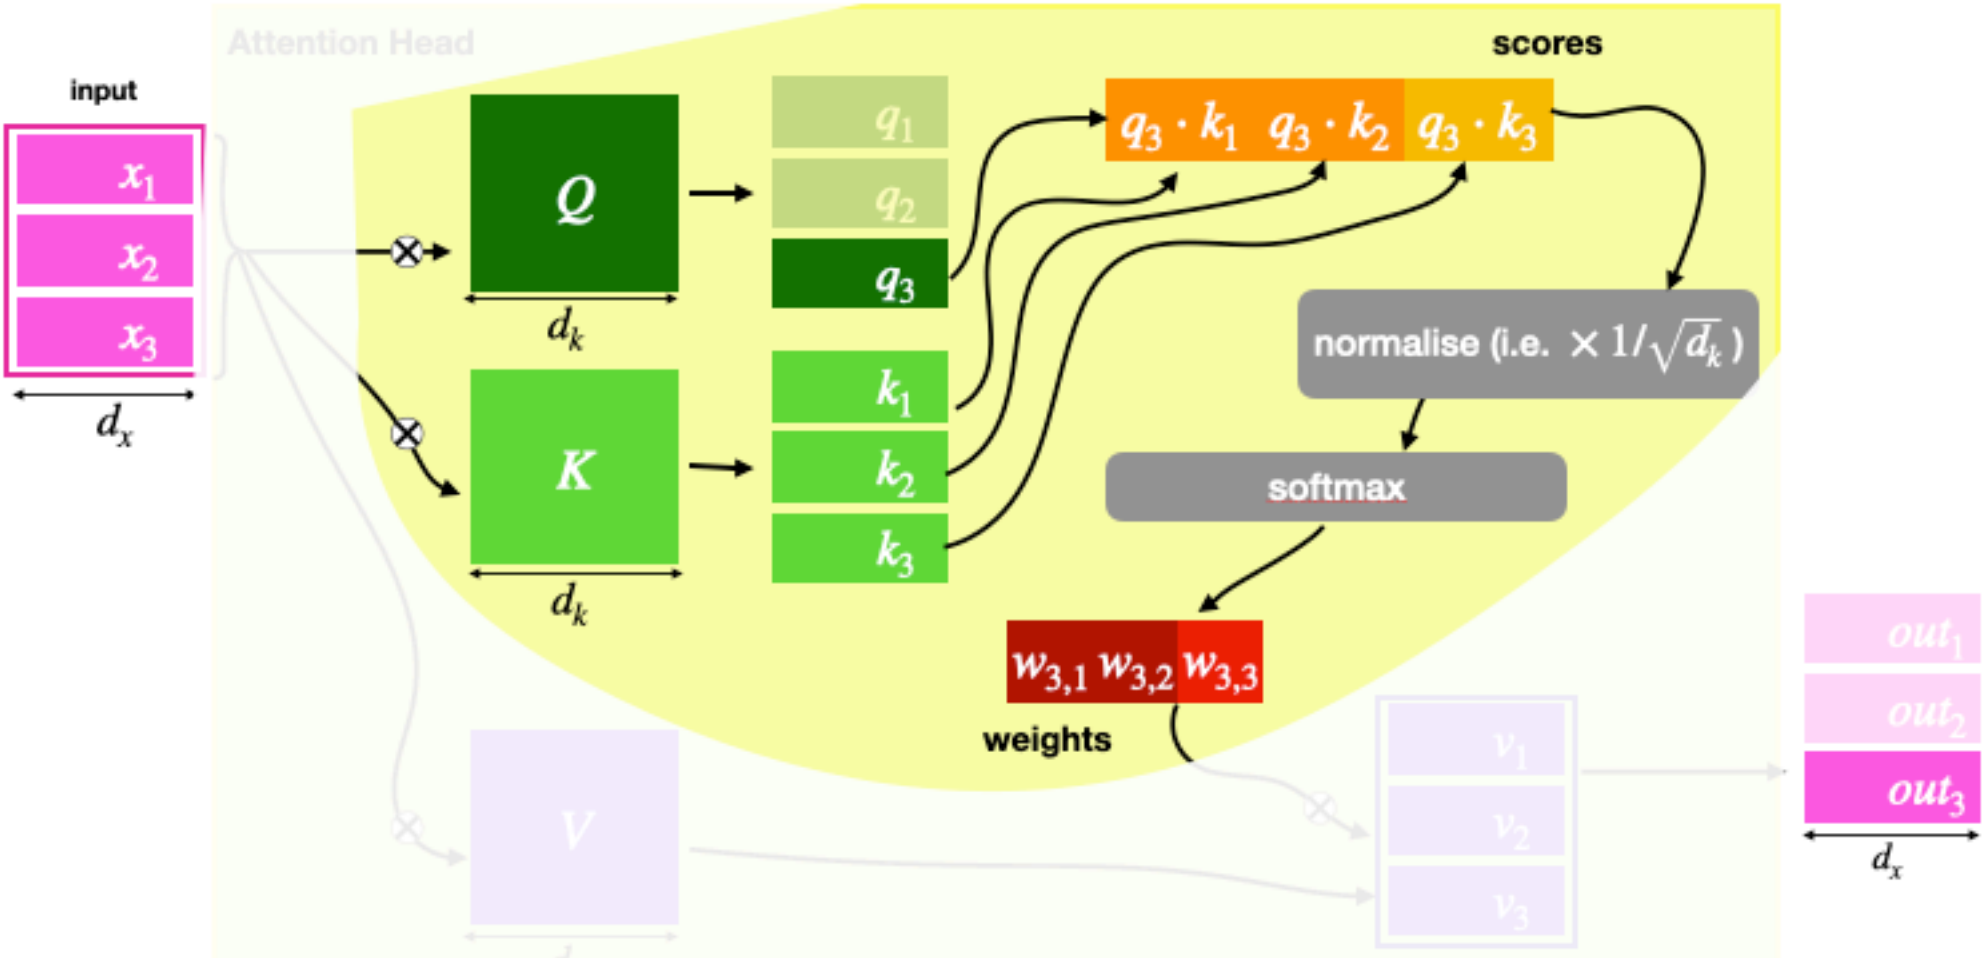 Attention Head
scores
input
x₁
x₂
x₃
dₓ
Q
dₖ
K
dₖ
V
q₁
q₂
q₃
k₁
k₂
k₃
q₃ · k₁ q₃ · k₂ q₃ · k₃
normalise (i.e. × 1/√dₖ )
softmax
w₃,₁ w₃,₂ w₃,₃
weights
v₁
v₂
v₃
out₁
out₂
out₃
dₓ